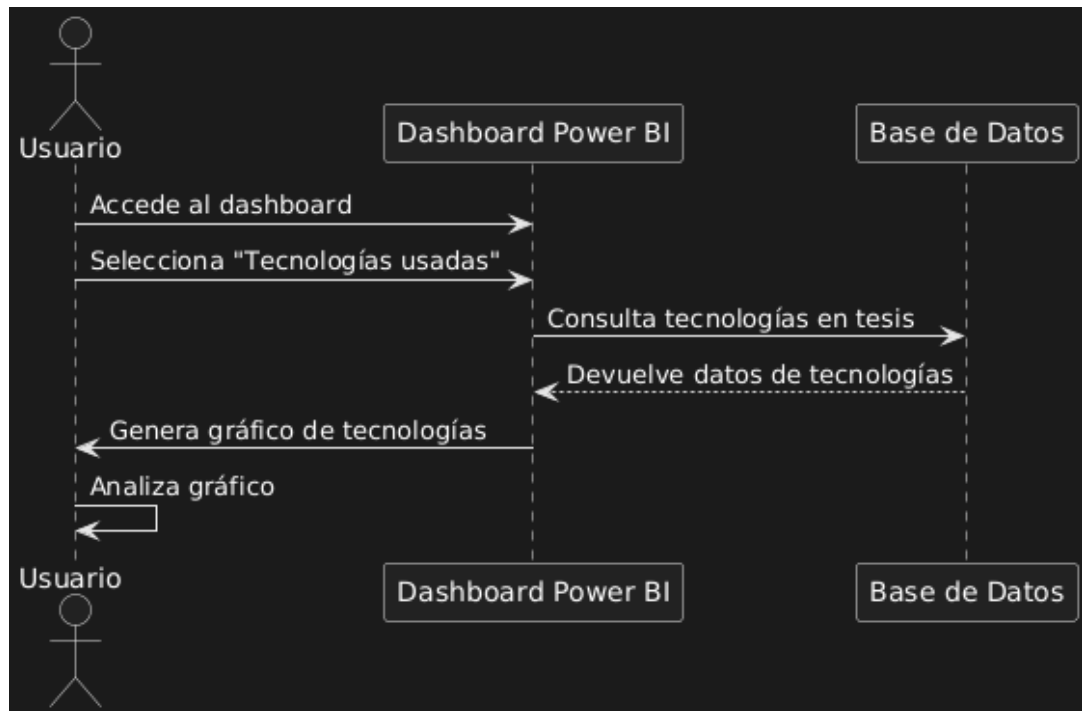 Usuario
Dashboard Power BI
Base de Datos
Accede al dashboard
Selecciona "Tecnologías usadas"
Consulta tecnologías en tesis
Devuelve datos de tecnologías
Genera gráfico de tecnologías
Analiza gráfico
Usuario
Dashboard Power BI
Base de Datos